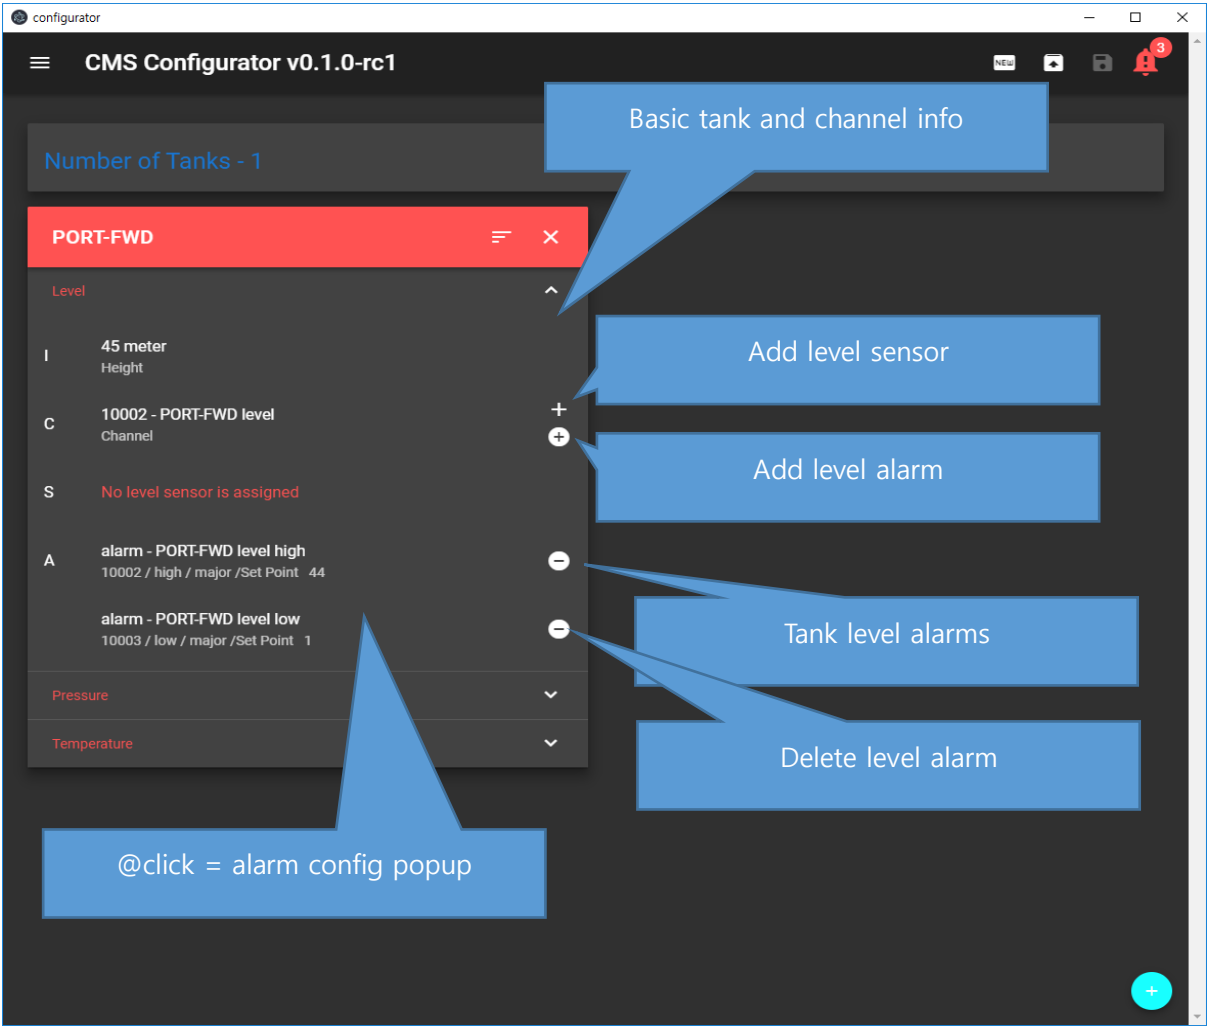 configurator
CMS Configurator v0.1.0-rc1
NEW
3
Basic tank and channel info
Number of Tanks - 1
PORT-FWD
Level
I
45 meter
Height
Add level sensor
C
10002 - PORT-FWD level
Channel
Add level alarm
S
No level sensor is assigned
A
alarm - PORT-FWD level high
10002 / high / major /Set Point 44
alarm - PORT-FWD level low
10003 / low / major /Set Point 1
Tank level alarms
Pressure
Temperature
Delete level alarm
@click = alarm config popup